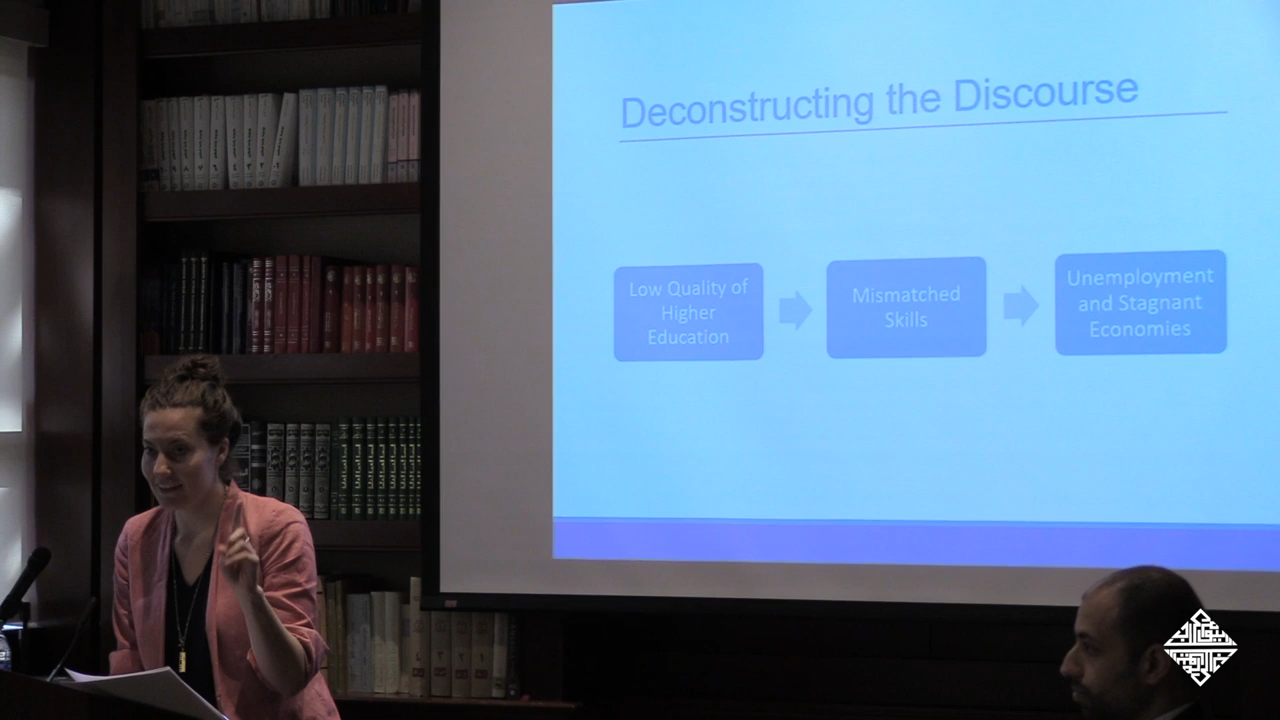 Deconstructing the Discourse
Low Quality of
Higher
Education
Mismatched
Skills
Unemployment
and Stagnant
Economies